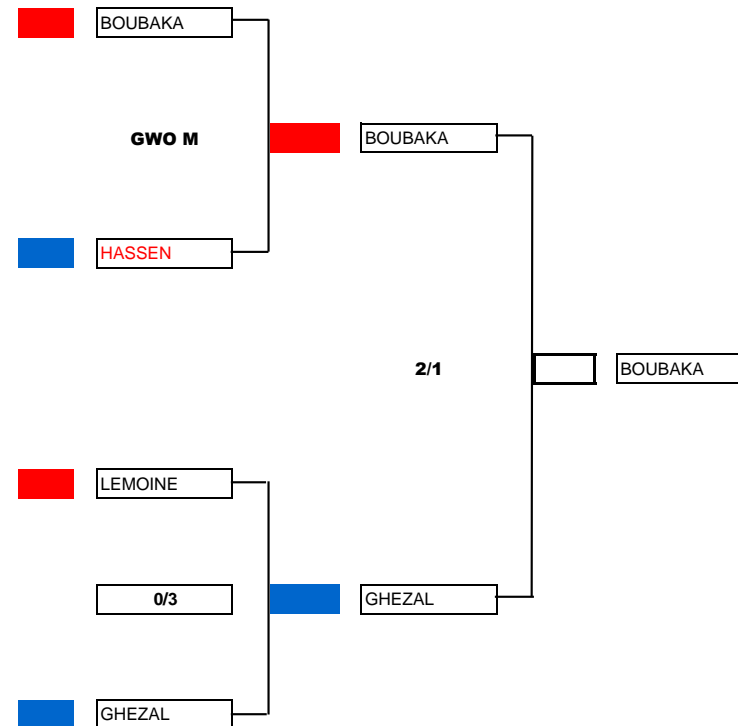 BOUBAKA
GWO M
BOUBAKA
HASSEN
2/1
BOUBAKA
LEMOINE
0/3
GHEZAL
GHEZAL